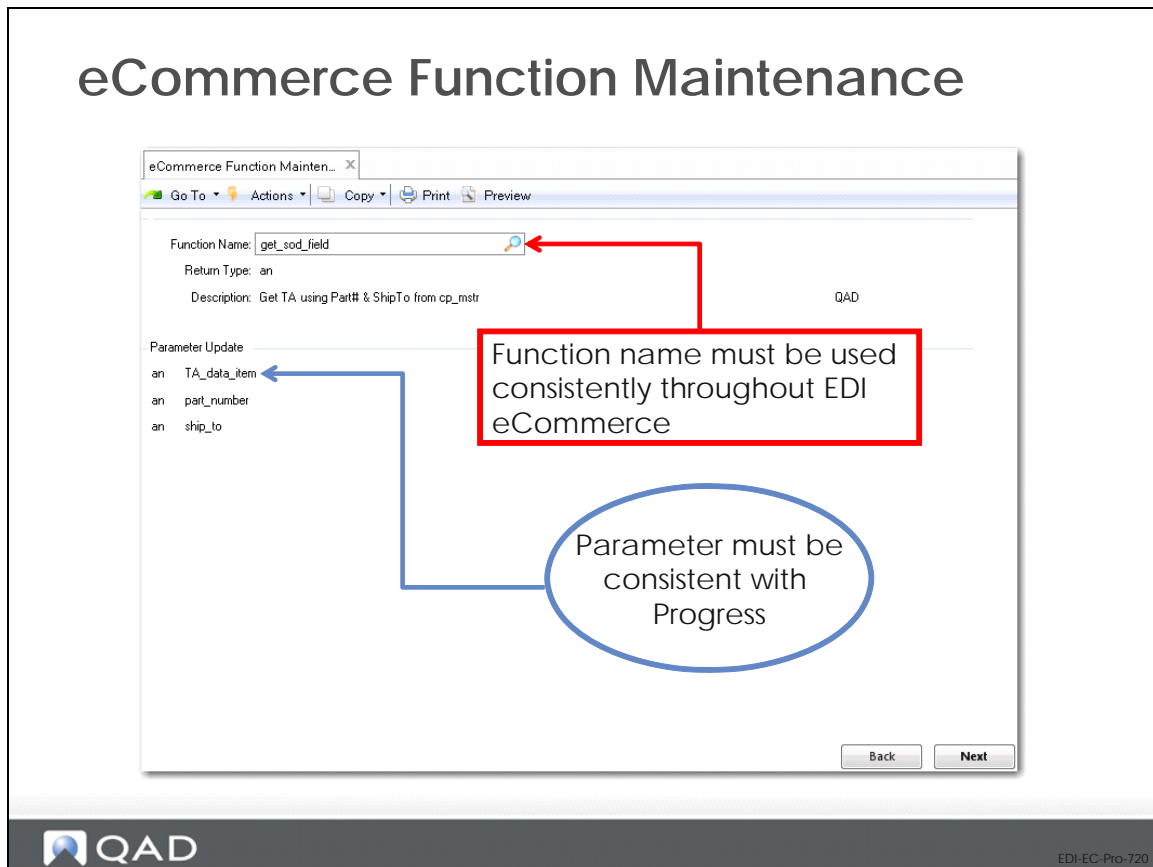 eCommerce Function Maintenance
eCommerce Function Mainten... X
Go To Actions Copy Print Preview
Function Name: get_sod_field
Return Type: an
Description: Get TA using Part# & ShipTo from cp_mstr QAD
Parameter Update
an TA_data_item
an part_number
an ship_to
Function name must be used
consistently throughout EDI
eCommerce
Parameter must be
consistent with
Progress
Back Next
QAD
EDI-EC-Pro-720